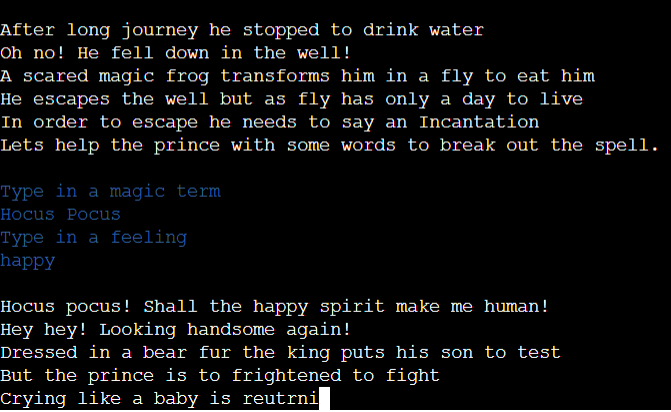 After long journey he stopped to drink water
Oh no! He fell down in the well!
A scared magic frog transforms him in a fly to eat him
He escapes the well but as fly has only a day to live
In order to escape he needs to say an Incantation
Lets help the prince with some words to break out the spell.
Type in a magic term
Hocus Pocus
Type in a feeling
happy
Hocus pocus! Shall the happy spirit make me human!
Hey hey! Looking handsome again!
Dressed in a bear fur the king puts his son to test
But the prince is to frightened to fight
Crying like a baby is reutrni